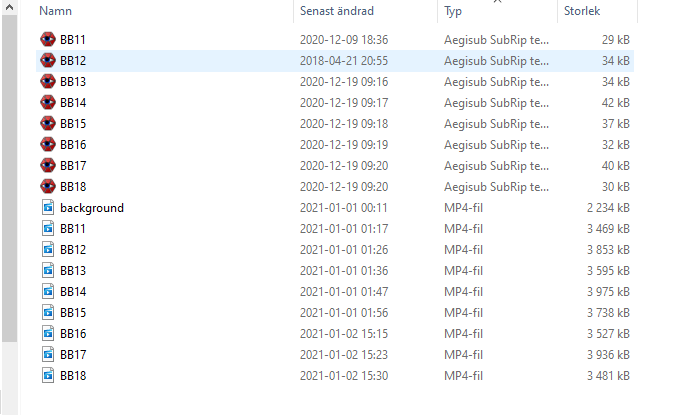 Namn Senast ändrad Typ Storlek
BB11 2020-12-09 18:36 Aegisub SubRip te... 29 kB
BB12 2018-04-21 20:55 Aegisub SubRip te... 34 kB
BB13 2020-12-19 09:16 Aegisub SubRip te... 34 kB
BB14 2020-12-19 09:17 Aegisub SubRip te... 42 kB
BB15 2020-12-19 09:18 Aegisub SubRip te... 37 kB
BB16 2020-12-19 09:19 Aegisub SubRip te... 32 kB
BB17 2020-12-19 09:20 Aegisub SubRip te... 40 kB
BB18 2020-12-19 09:20 Aegisub SubRip te... 30 kB
background 2021-01-01 00:11 MP4-fil 2 234 kB
BB11 2021-01-01 01:17 MP4-fil 3 469 kB
BB12 2021-01-01 01:26 MP4-fil 3 853 kB
BB13 2021-01-01 01:36 MP4-fil 3 595 kB
BB14 2021-01-01 01:47 MP4-fil 3 975 kB
BB15 2021-01-01 01:56 MP4-fil 3 738 kB
BB16 2021-01-02 15:15 MP4-fil 3 527 kB
BB17 2021-01-02 15:23 MP4-fil 3 936 kB
BB18 2021-01-02 15:30 MP4-fil 3 481 kB